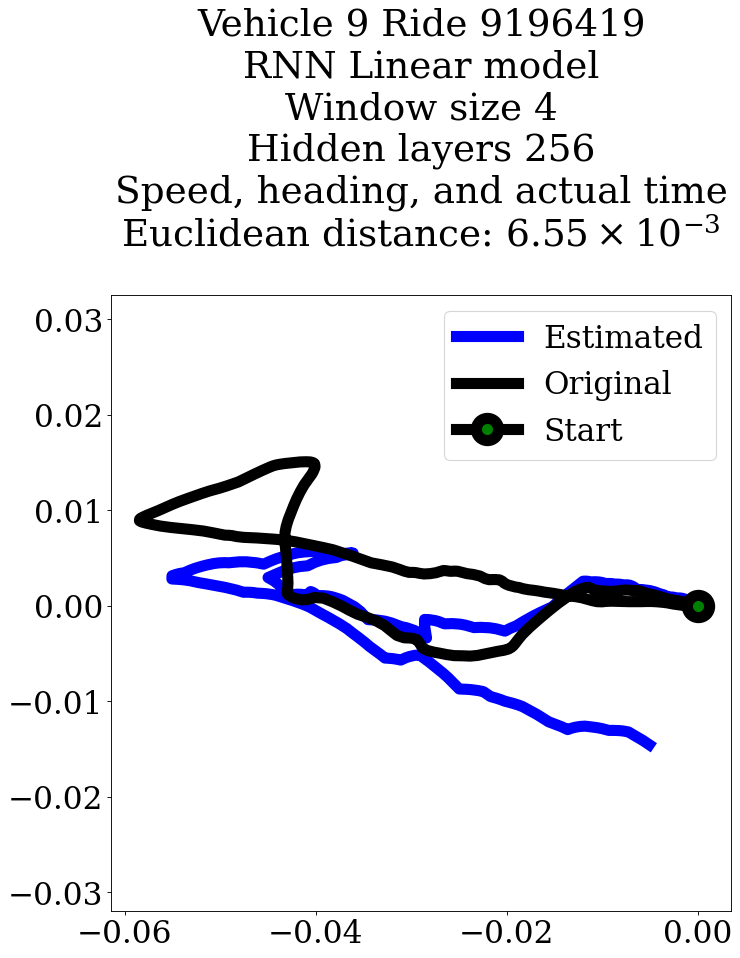 Vehicle 9 Ride 9196419
RNN Linear model
Window size 4
Hidden layers 256
Speed, heading, and actual time
Euclidean distance: 6.55 × 10⁻³
Estimated
Original
Start
0.03
0.02
0.01
0.00
−0.01
−0.02
−0.03
−0.06
−0.04
−0.02
0.00